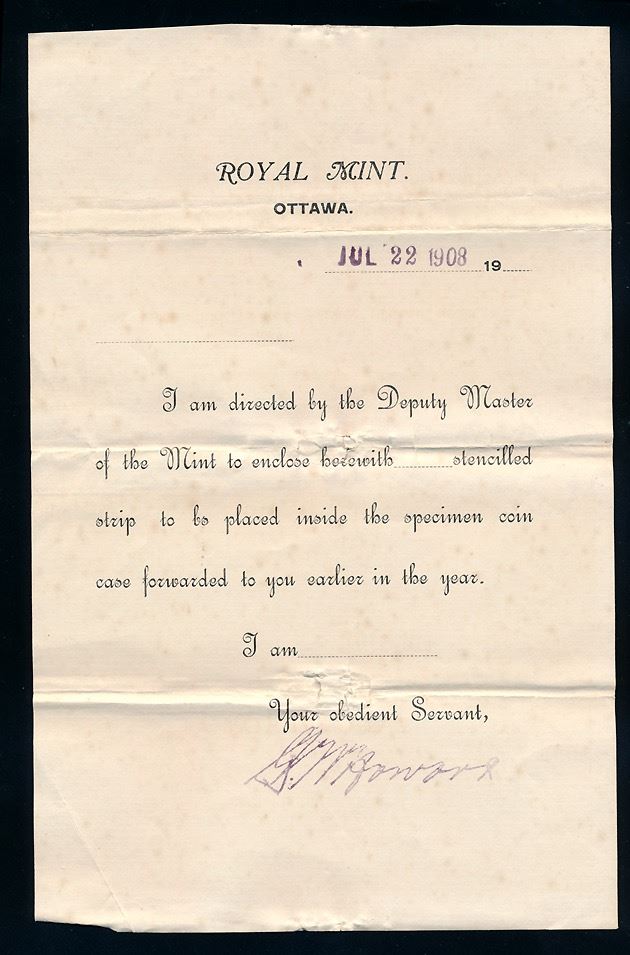 ROYAL MINT.
OTTAWA.
JUL 22 1908 19
I am directed by the Deputy Master
of the Mint to enclose herewith stencilled
strip to be placed inside the specimen coin
case forwarded to you earlier in the year.
I am
Your obedient Servant,
Howard